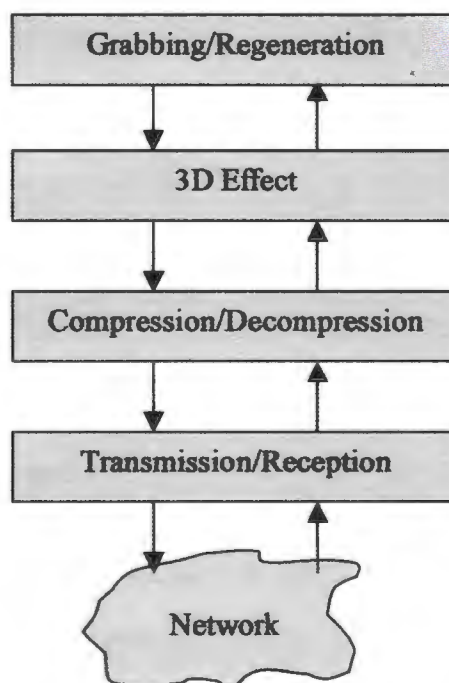 Grabbing/Regeneration
3D Effect
Compression/Decompression
Transmission/Reception
Network